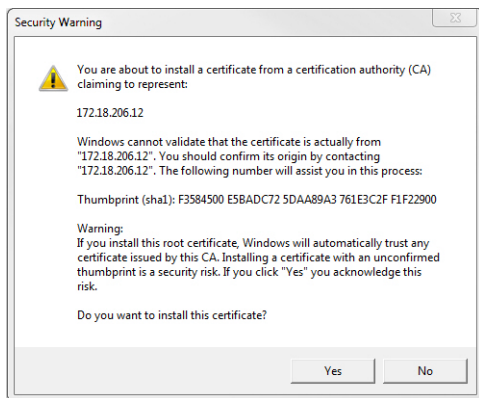 Security Warning
You are about to install a certificate from a certification authority (CA)
claiming to represent:
172.18.206.12
Windows cannot validate that the certificate is actually from
"172.18.206.12". You should confirm its origin by contacting
"172.18.206.12". The following number will assist you in this process:
Thumbprint (sha1): F3584500 E5BADC72 5DAA89A3 761E3C2F F1F22900
Warning:
If you install this root certificate, Windows will automatically trust any
certificate issued by this CA. Installing a certificate with an unconfirmed
thumbprint is a security risk. If you click "Yes" you acknowledge this
risk.
Do you want to install this certificate?
Yes No